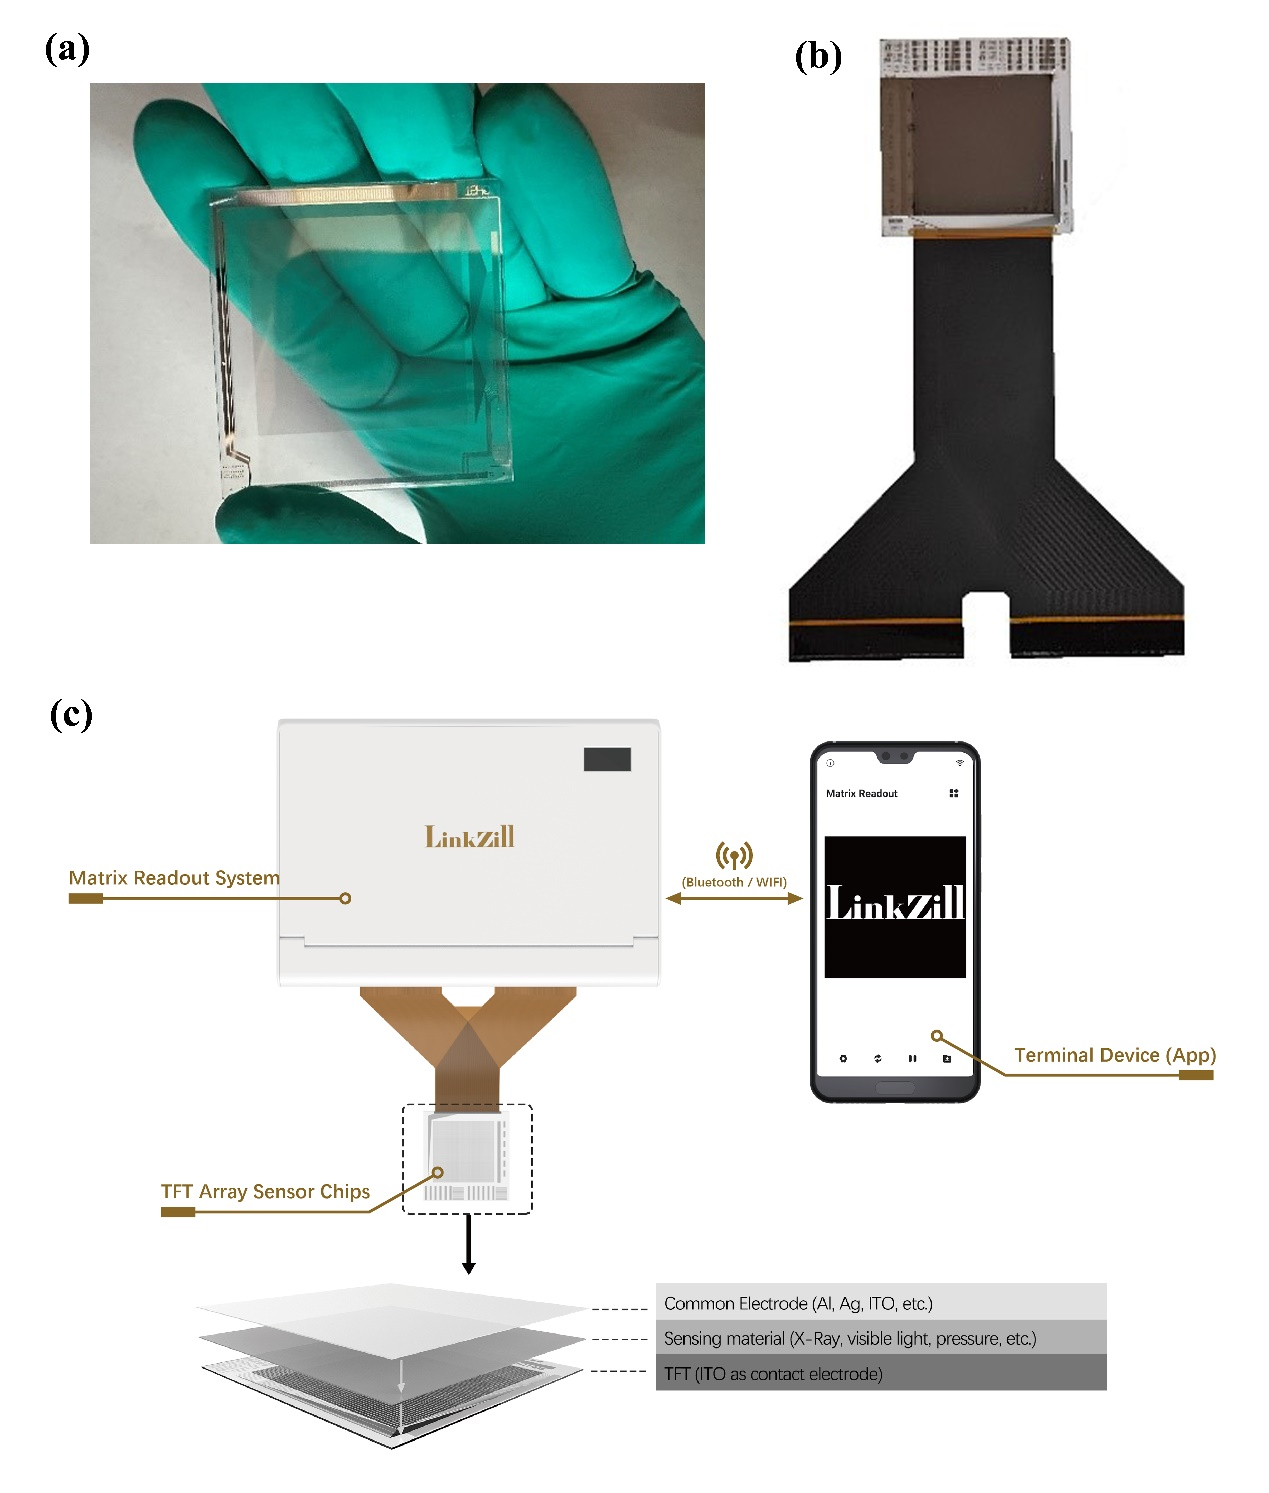 (a)
(b)
(c)
LinkZill
Matrix Readout System
(Bluetooth / WIFI)
Matrix Readout
LinkZill
Terminal Device (App)
TFT Array Sensor Chips
Common Electrode (Al, Ag, ITO, etc.)
Sensing material (X-Ray, visible light, pressure, etc.)
TFT (ITO as contact electrode)